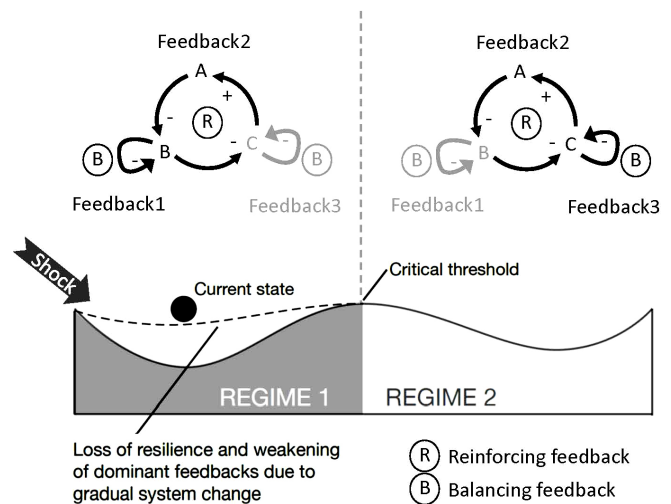 Feedback2
A
+
-
R
-
B
-
B
Feedback1
C
-
B
Feedback3
Feedback2
A
+
-
R
-
B
-
B
Feedback1
C
-
B
Feedback3
Shock
Current state
Critical threshold
REGIME 1
REGIME 2
Loss of resilience and weakening
of dominant feedbacks due to
gradual system change
R Reinforcing feedback
B Balancing feedback